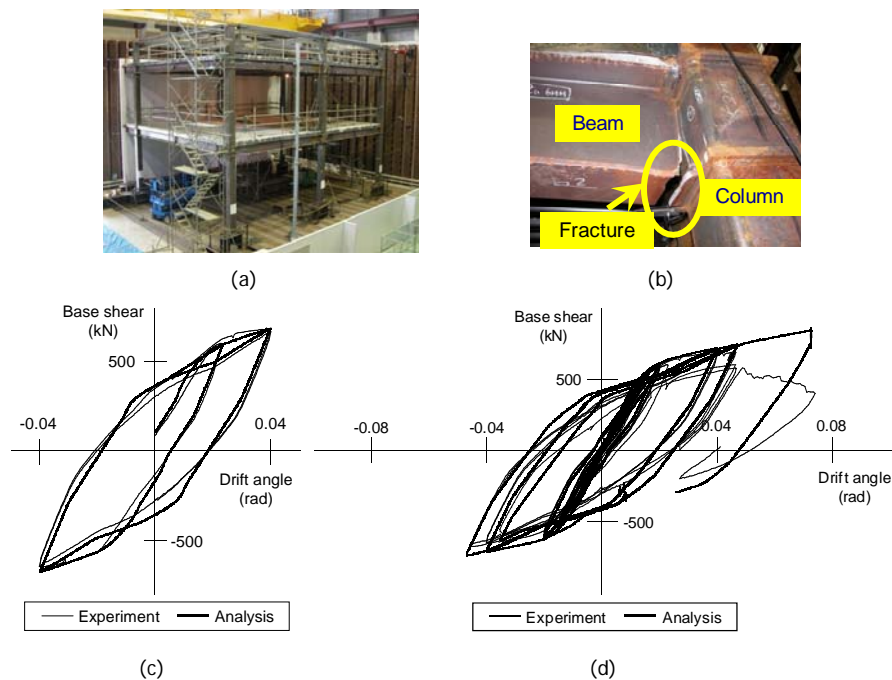 Beam
Column
Fracture
(a)
(b)
Base shear
(kN)
500
-0.04
0.04
Drift angle
(rad)
-500
Experiment
Analysis
(c)
Base shear
(kN)
500
-0.08
-0.04
0.04
0.08
Drift angle
(rad)
-500
Experiment
Analysis
(d)